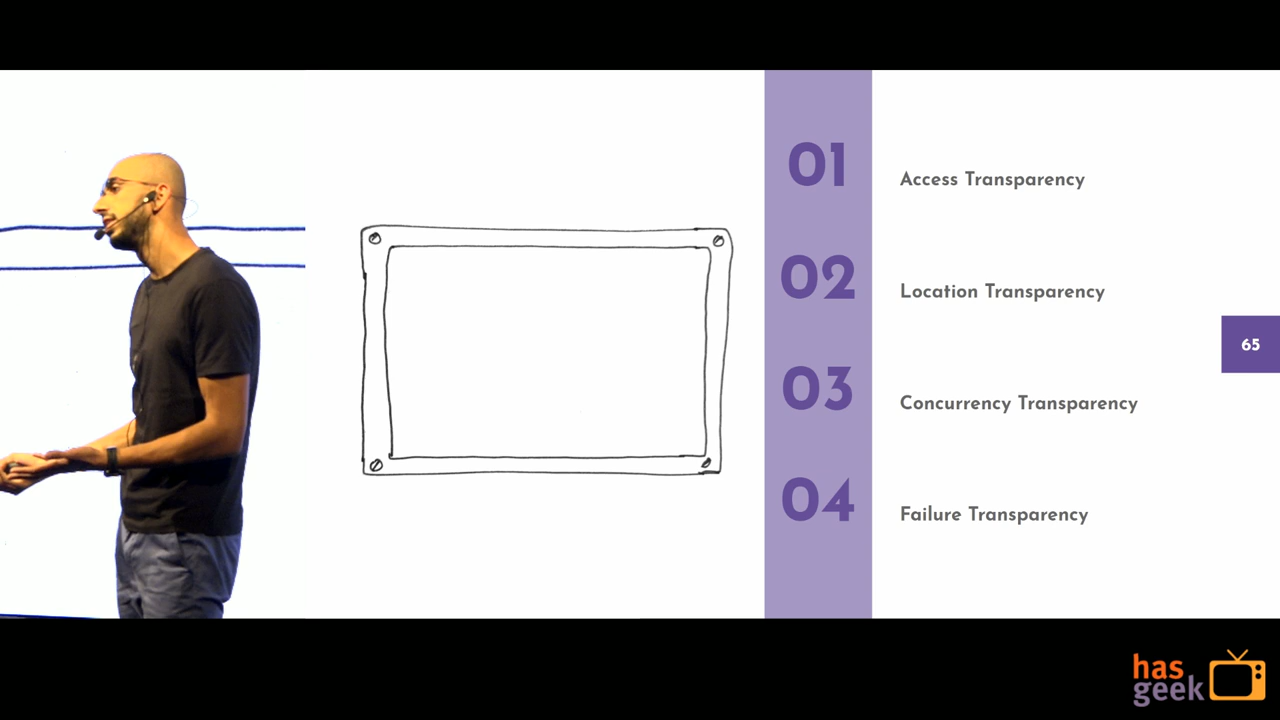 01
Access Transparency
02
Location Transparency
65
03
Concurrency Transparency
04
Failure Transparency
has
geek